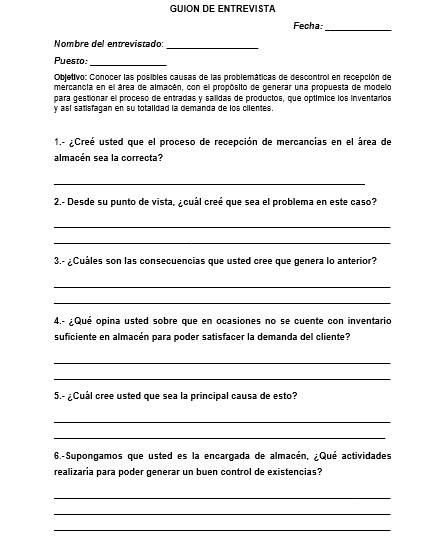 GUION DE ENTREVISTA
Fecha: _____________
Nombre del entrevistado: __________________
Puesto: _______________
Objetivo: Conocer las posibles causas de las problemáticas de descontrol en recepción de
mercancía en el área de almacén, con el propósito de generar una propuesta de modelo
para gestionar el proceso de entradas y salidas de productos, que optimice los inventarios
y así satisfagan en su totalidad la demanda de los clientes.
1.- ¿Creé usted que el proceso de recepción de mercancías en el área de
almacén sea la correcta?
2.- Desde su punto de vista, ¿cuál creé que sea el problema en este caso?
3.- ¿Cuáles son las consecuencias que usted cree que genera lo anterior?
4.- ¿Qué opina usted sobre que en ocasiones no se cuente con inventario
suficiente en almacén para poder satisfacer la demanda del cliente?
5.- ¿Cuál cree usted que sea la principal causa de esto?
6.-Supongamos que usted es la encargada de almacén, ¿Qué actividades
realizaría para poder generar un buen control de existencias?